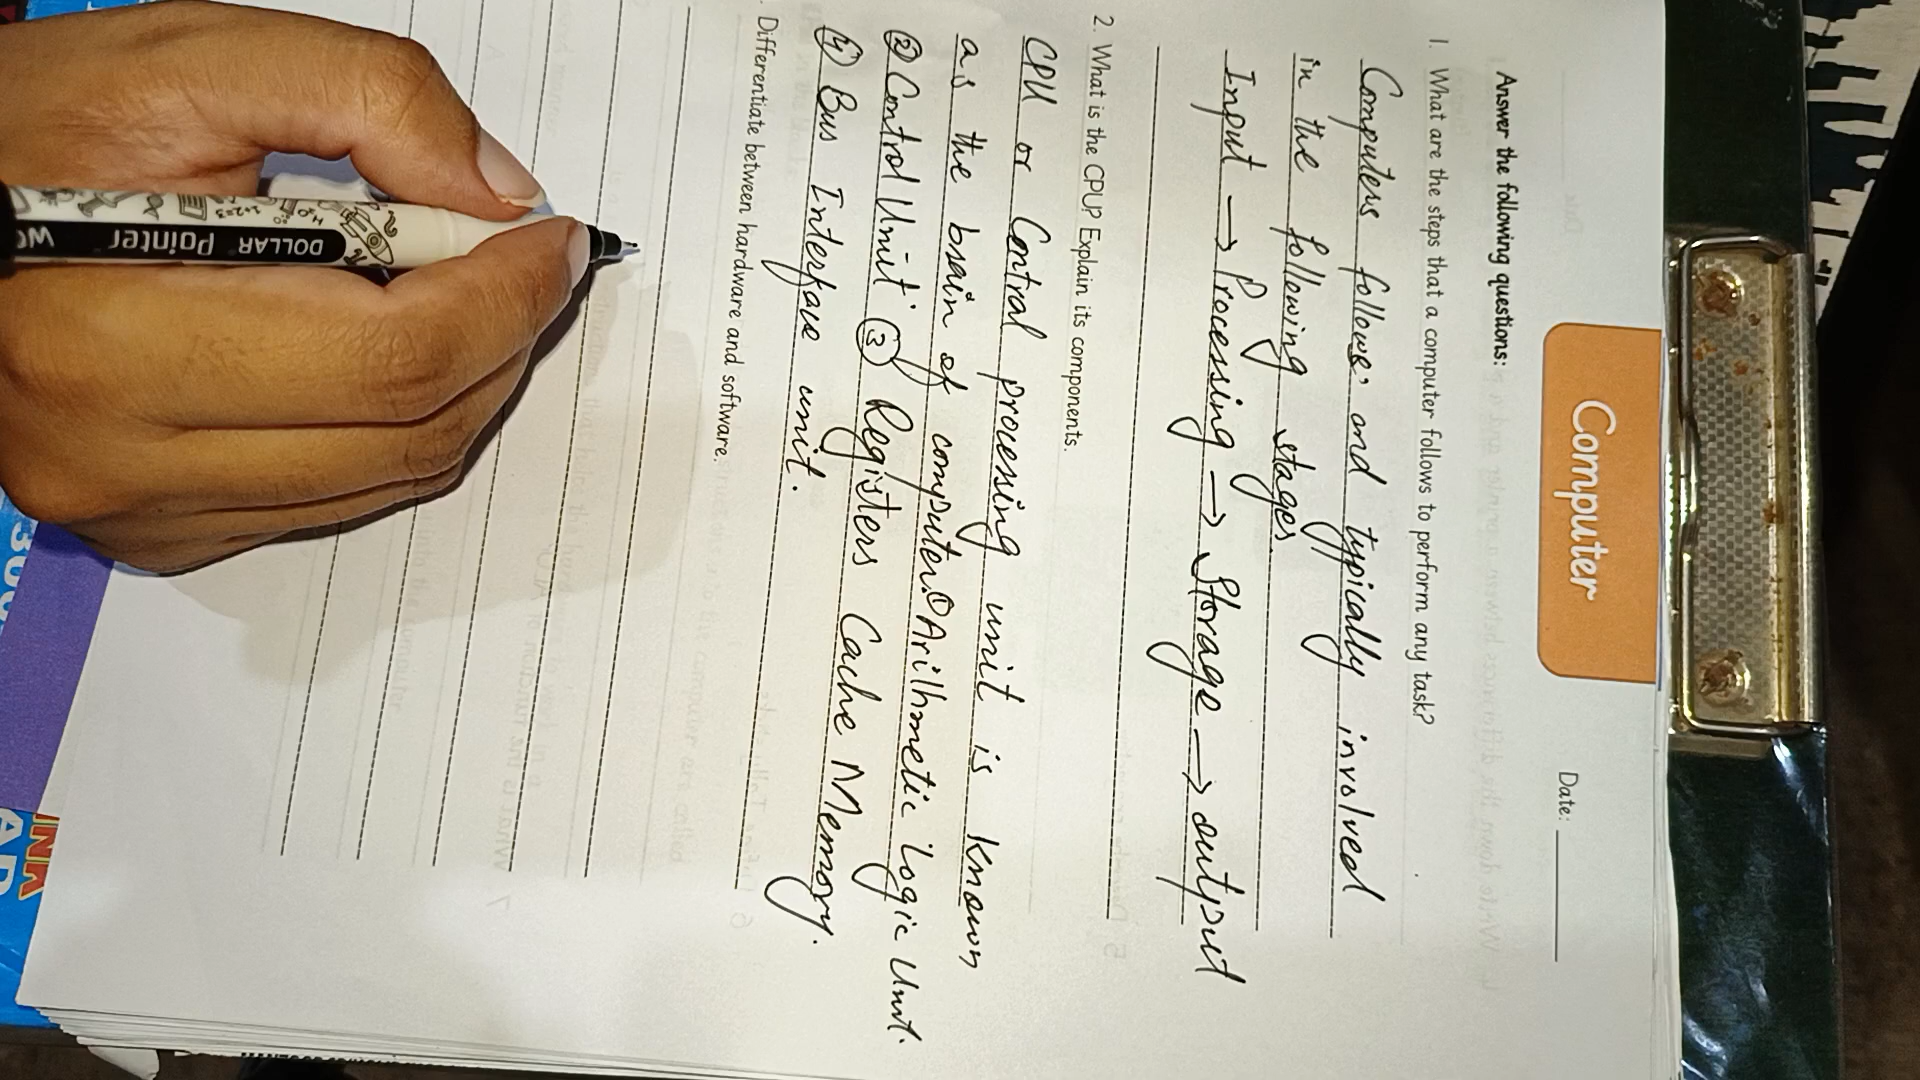 Computer
Date:
Answer the following questions:
1. What are the steps that a computer follows to perform any task?
Computers follows and typically involved
in the following stages
Input → Processing → Storage → output
2. What is the CPUP Explain its components.
CPU or Central processing unit is known
as the brain of computer. ① Arilhmetic Logic Unit.
② Control Unit ③ Registers Cache Memory.
④ Bus Interface unit.
Differentiate between hardware and software.
DOLLAR Pointer